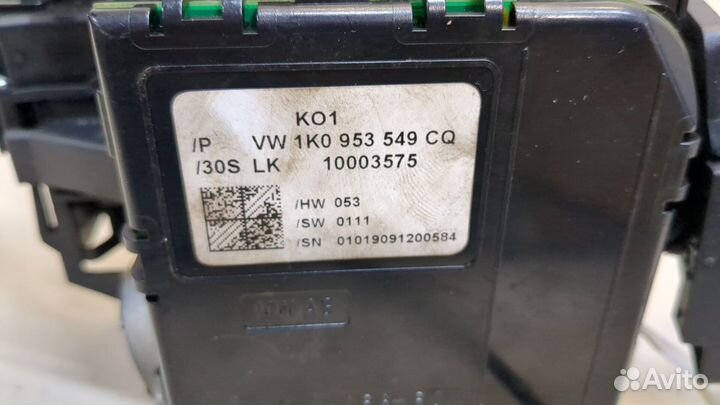 KO1
/P VW 1K0 953 549 CQ
/30S LK 10003575
/HW 053
/SW 0111
/SN 01019091200584
Avito